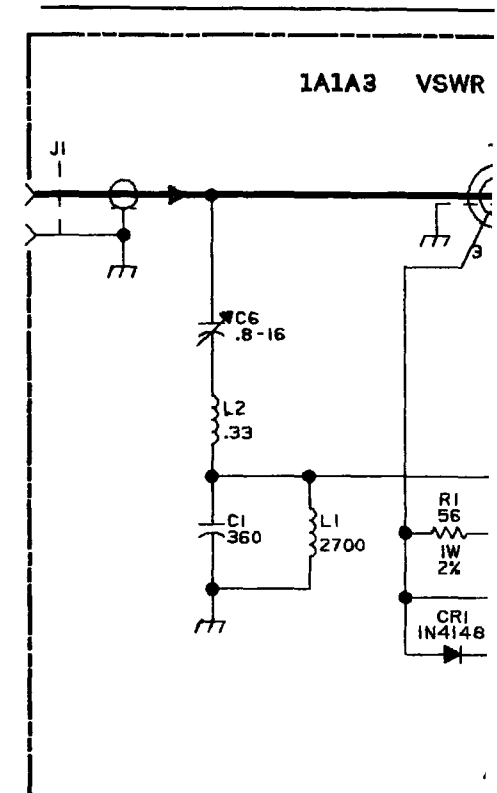 1A1A3 VSWR
J1
3
C6
.8-16
L2
.33
C1
360
L1
2700
R1
56
1W
2%
CR1
1N4148